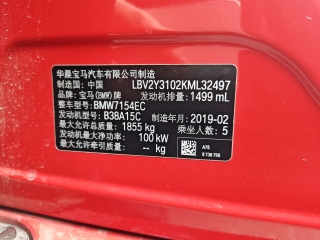 华晨宝马汽车有限公司制造
制造国：中国 LBV2Y3102KML32497
品牌：宝马(BMW)牌 发动机排量：1499 mL
整车型号：BMW7154EC
发动机型号：B38A15C 制造年月：2019-02
最大允许总质量：1855 kg 乘坐人数：5
发动机最大净功率：100 kW
最大允许牵引质量：-- kg
A75